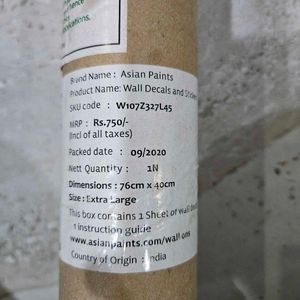 Brand Name : Asian Paints
Product Name: Wall Decals and
SKU code : W107Z327L45
MRP : Rs.750/-
(Incl of all taxes)
Packed date : 09/2020
Nett Quantity : 1N
Dimensions : 76cm x 40cm
Size : Extra Large
This box contains 1 Sheet of wall
1 instruction guide
www.asianpaints.com/wallons
Country of Origin : India